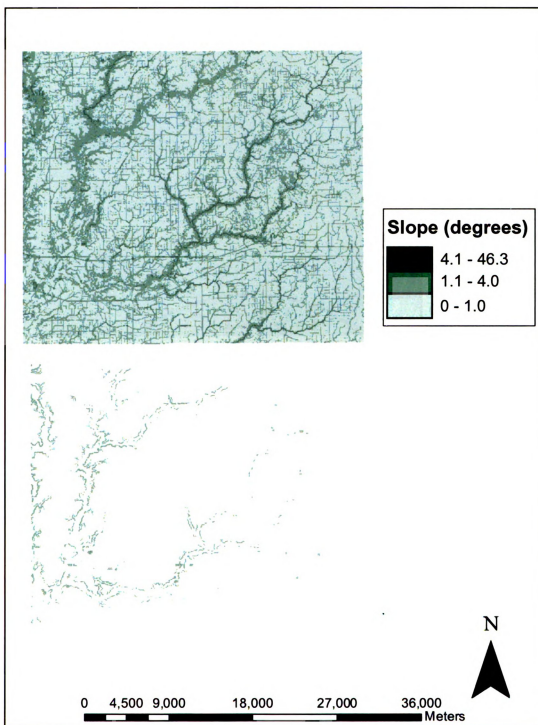 Slope (degrees)
4.1 - 46.3
1.1 - 4.0
0 - 1.0
N
0 4,500 9,000 18,000 27,000 36,000
Meters